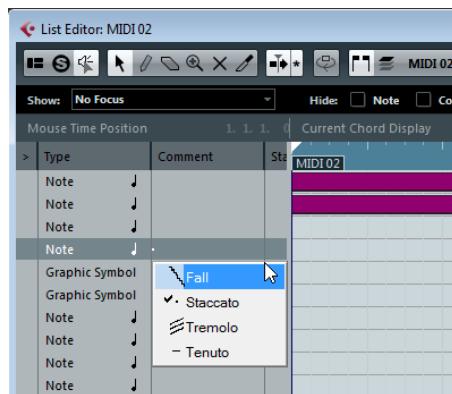 List Editor: MIDI 02
MIDI 02
Show: No Focus Hide: Note Co
Mouse Time Position 1. 1. 1. 0 Current Chord Display
> Type Comment Sta MIDI 02
Note
Note
Note
Note
Graphic Symbol
Graphic Symbol
Note
Note
Note
Note
Fall
Staccato
Tremolo
Tenuto